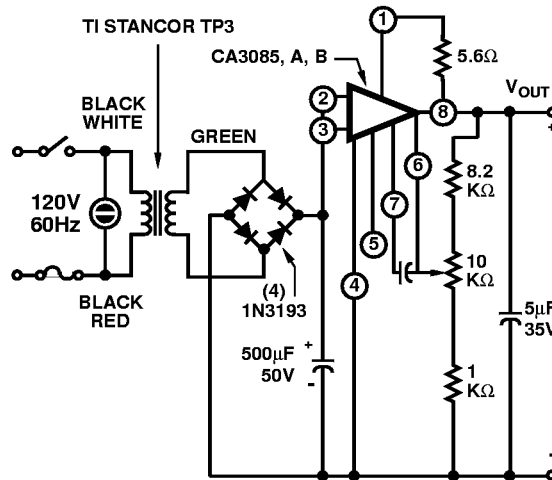 TI STANCOR TP3
BLACK
WHITE
GREEN
120V
60Hz
BLACK
RED
(4)
1N3193
500μF
50V
+
-
CA3085, A, B
1
2
3
4
5
6
7
8
5.6Ω
VOUT
+
8.2
KΩ
10
KΩ
1
KΩ
5μF
35V
-